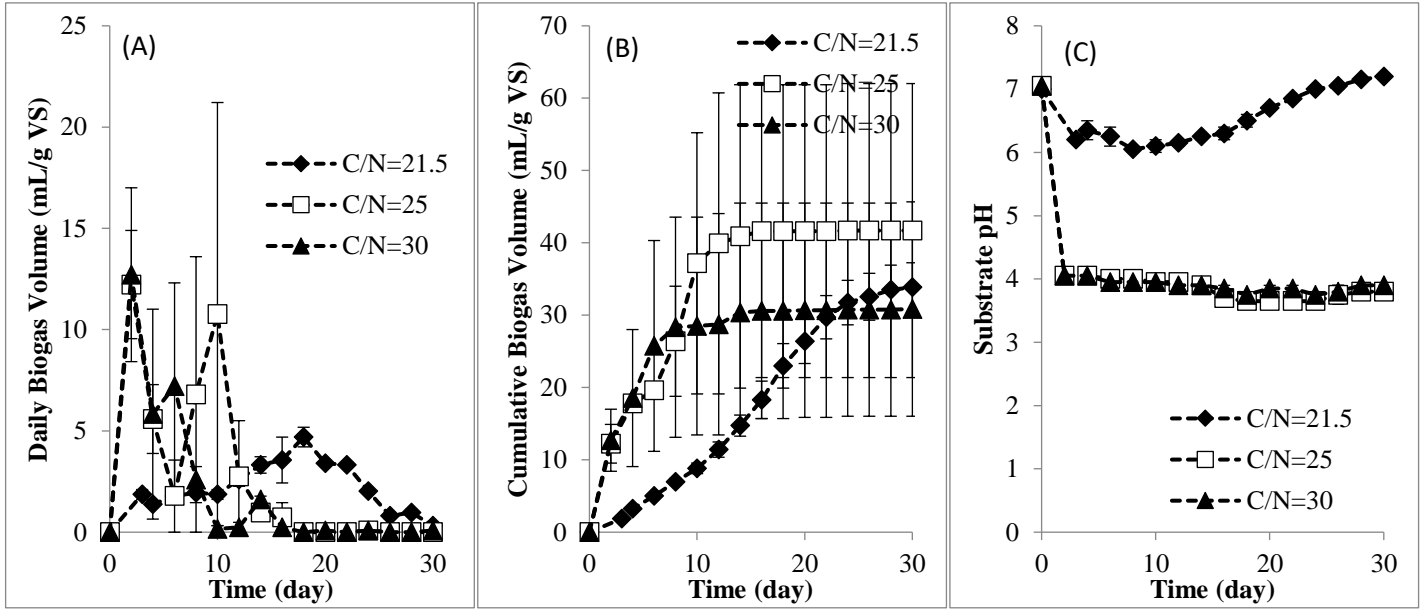 (A)
Daily Biogas Volume (mL/g VS)
25
20
15
10
5
0
C/N=21.5
C/N=25
C/N=30
0
10
20
30
Time (day)
(B)
Cumulative Biogas Volume (mL/g VS)
70
60
50
40
30
20
10
0
C/N=21.5
C/N=25
C/N=30
0
10
20
30
Time (day)
(C)
Substrate pH
8
7
6
5
4
3
2
1
0
C/N=21.5
C/N=25
C/N=30
0
10
20
30
Time (day)